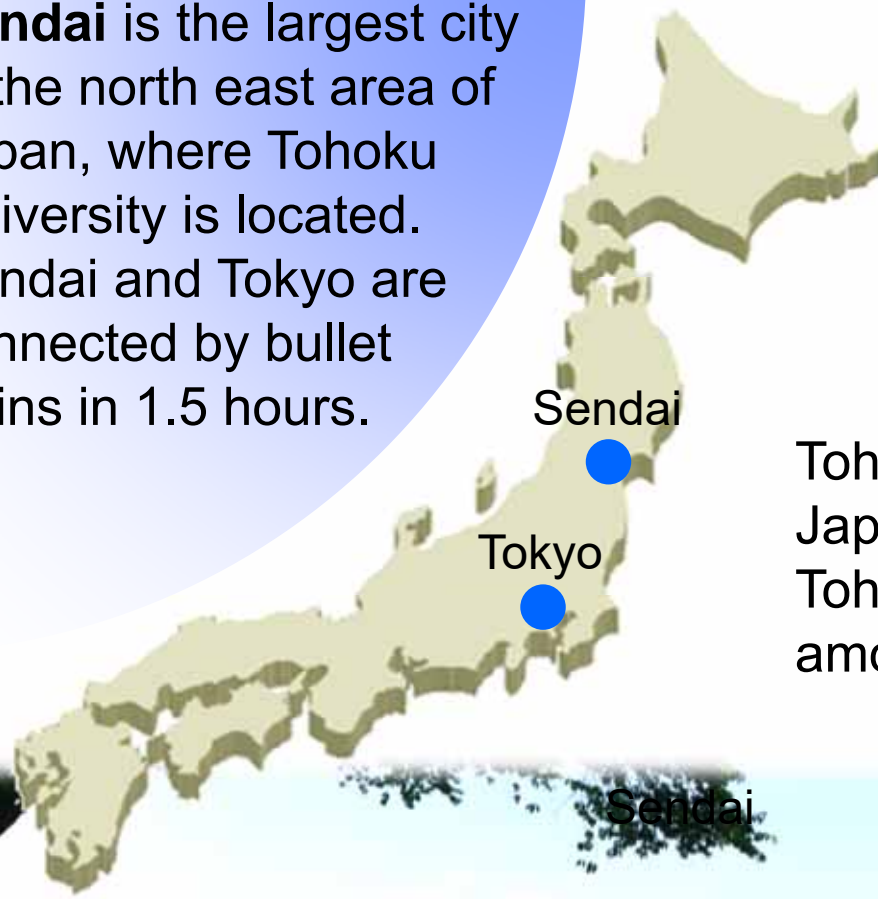 ndai is the largest city
the north east area of
pan, where Tohoku
iversity is located.
ndai and Tokyo are
nnected by bullet
ins in 1.5 hours.
Sendai
Tokyo
Toh
Jap
Toh
amo
Sendai